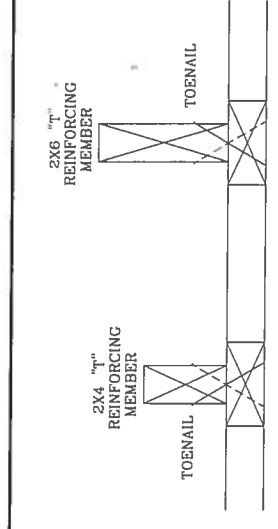 2X4 "T"
REINFORCING
MEMBER
TOENAIL
2X6 "T"
REINFORCING
MEMBER
TOENAIL